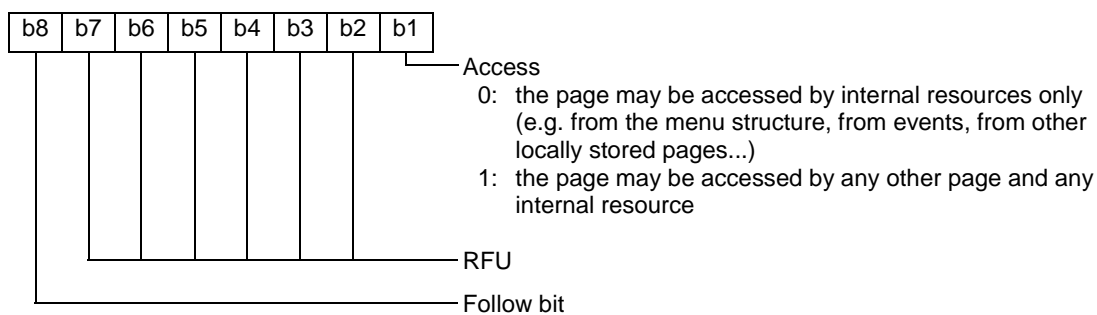 b8 b7 b6 b5 b4 b3 b2 b1
Access
0: the page may be accessed by internal resources only
(e.g. from the menu structure, from events, from other
locally stored pages...)
1: the page may be accessed by any other page and any
internal resource
RFU
Follow bit